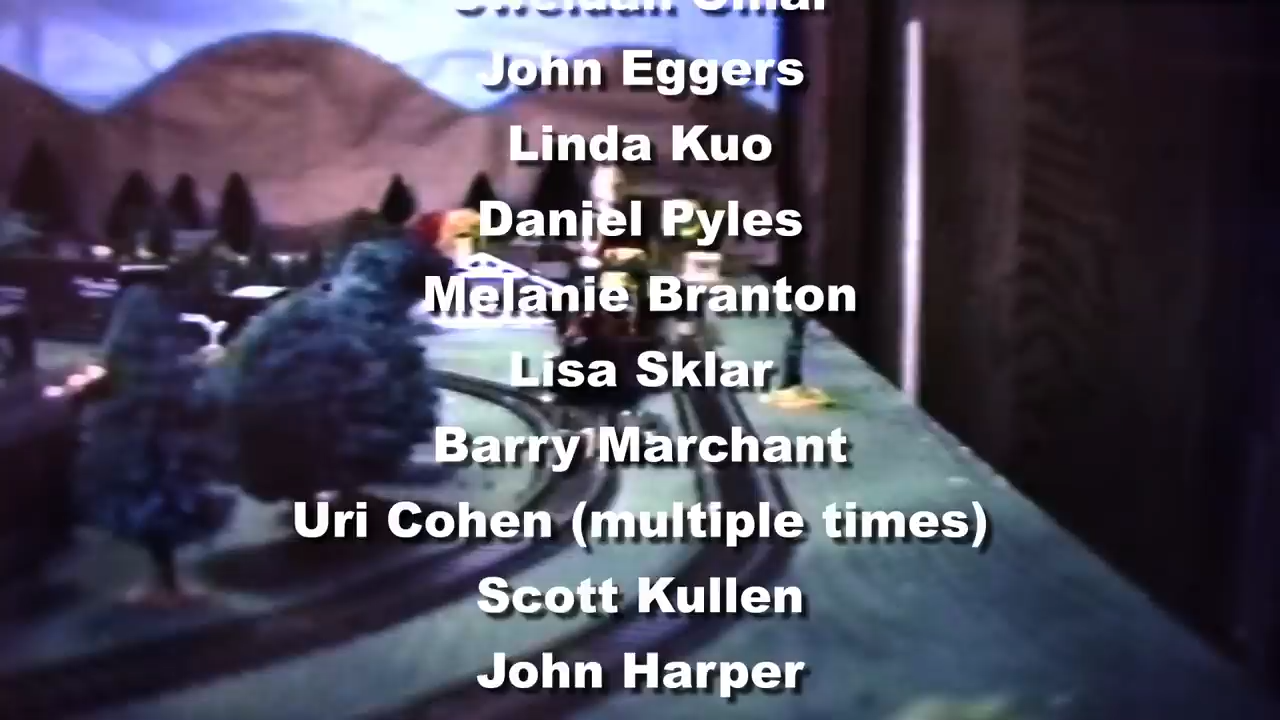 John Eggers
Linda Kuo
Daniel Pyles
Melanie Branton
Lisa Sklar
Barry Marchant
Uri Cohen (multiple times)
Scott Kullen
John Harper